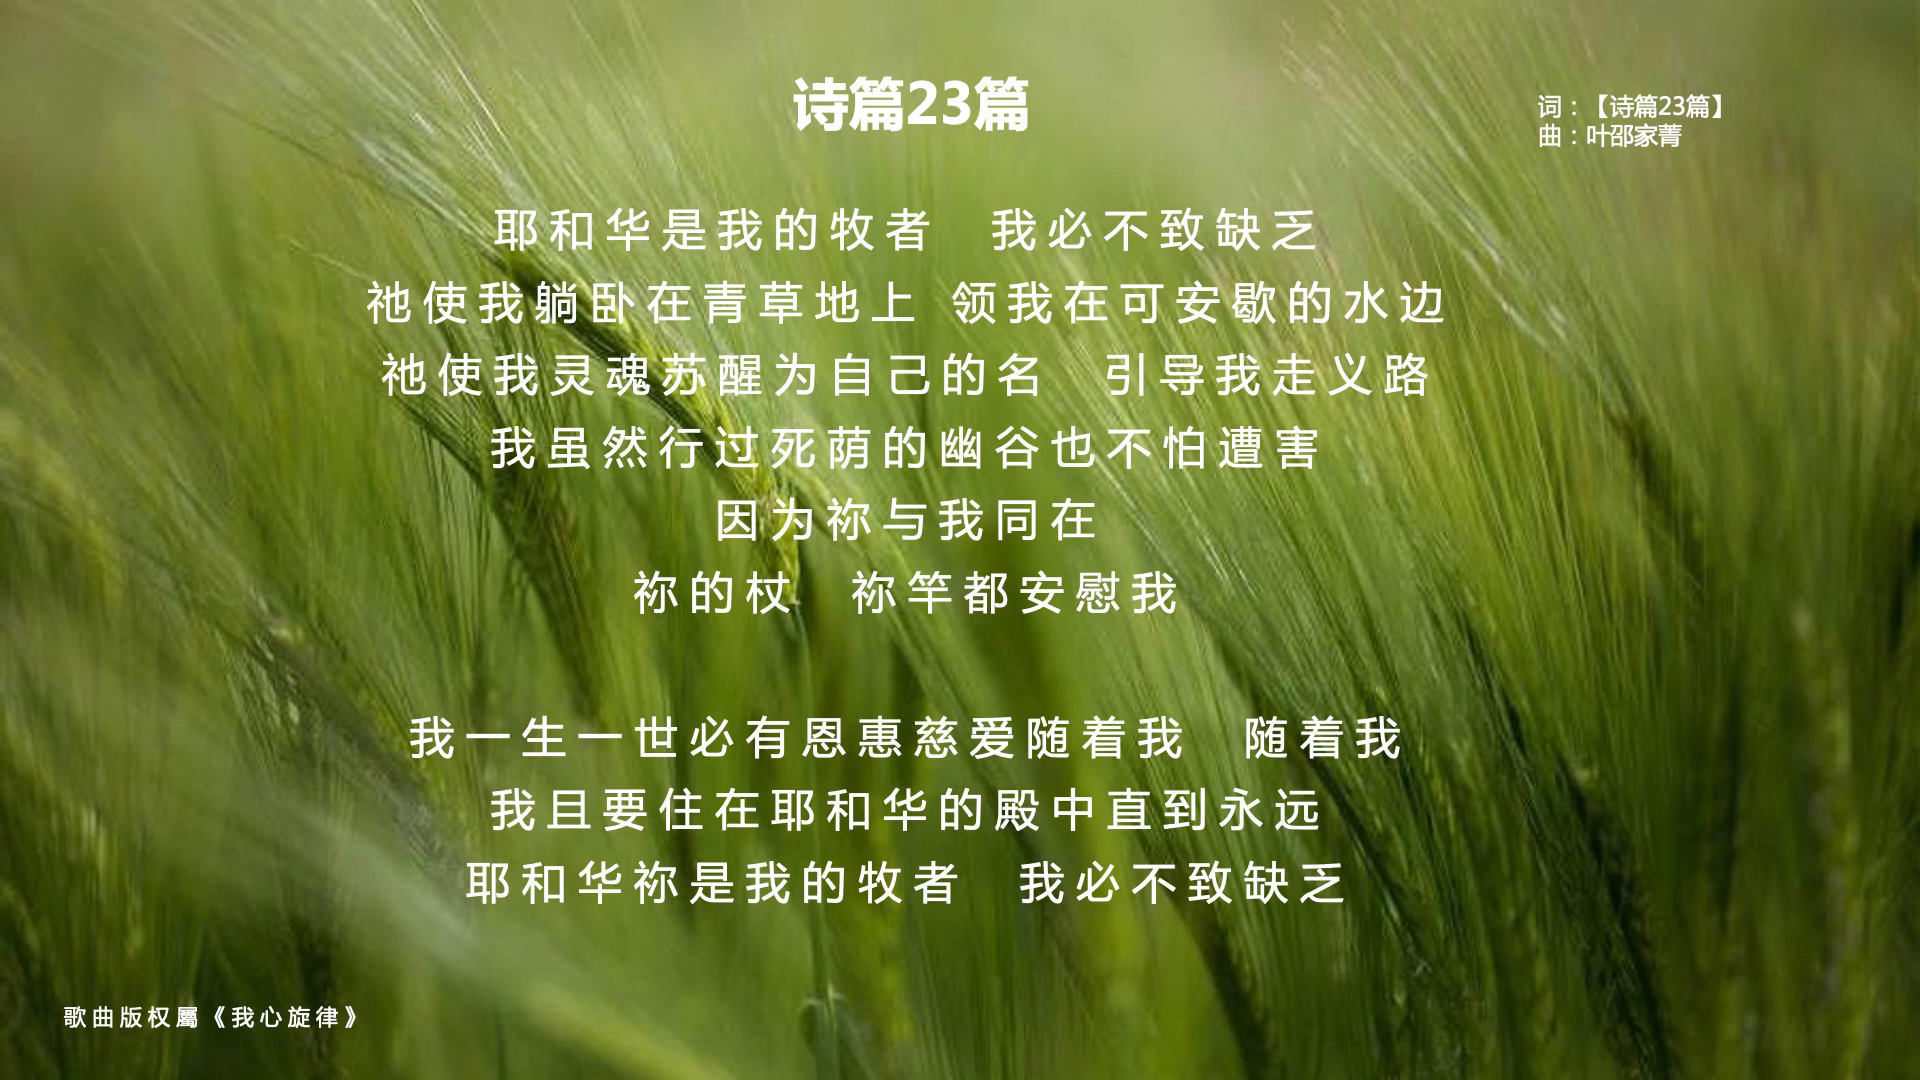 诗篇23篇
词：【诗篇23篇】
曲：叶邵家菁
耶和华是我的牧者　我必不致缺乏
祂使我躺卧在青草地上 领我在可安歇的水边
祂使我灵魂苏醒为自己的名　引导我走义路
我虽然行过死荫的幽谷也不怕遭害
因为祢与我同在
祢的杖　祢竿都安慰我
我一生一世必有恩惠慈爱随着我　随着我
我且要住在耶和华的殿中直到永远
耶和华祢是我的牧者　我必不致缺乏
歌曲版权屬《我心旋律》